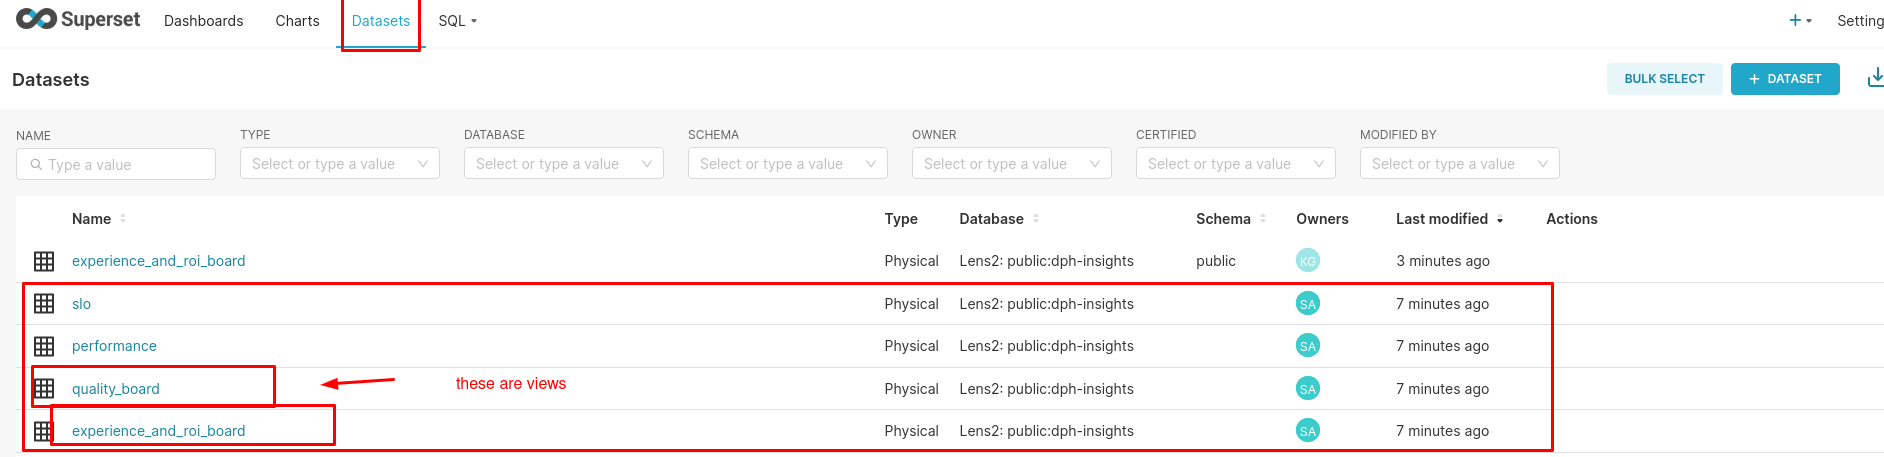 Superset Dashboards Charts Datasets SQL + Setting
Datasets BULK SELECT + DATASET
NAME TYPE DATABASE SCHEMA OWNER CERTIFIED MODIFIED BY
Type a value Select or type a value Select or type a value Select or type a value Select or type a value Select or type a value Select or type a value
Name Type Database Schema Owners Last modified Actions
experience_and_roi_board Physical Lens2: public:dph-insights public KG 3 minutes ago
slo Physical Lens2: public:dph-insights SA 7 minutes ago
performance Physical Lens2: public:dph-insights SA 7 minutes ago
quality_board these are views Physical Lens2: public:dph-insights SA 7 minutes ago
experience_and_roi_board Physical Lens2: public:dph-insights SA 7 minutes ago